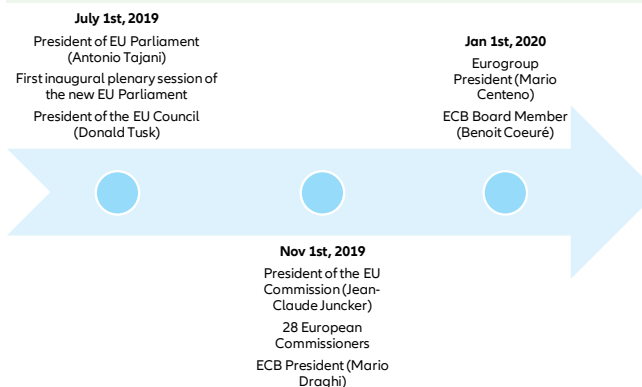 July 1st, 2019
President of EU Parliament
(Antonio Tajani)
First inaugural plenary session of
the new EU Parliament
President of the EU Council
(Donald Tusk)
Jan 1st, 2020
Eurogroup
President (Mario
Centeno)
ECB Board Member
(Benoit Coeuré)
Nov 1st, 2019
President of the EU
Commission (Jean-
Claude Juncker)
28 European
Commissioners
ECB President (Mario
Draghi)